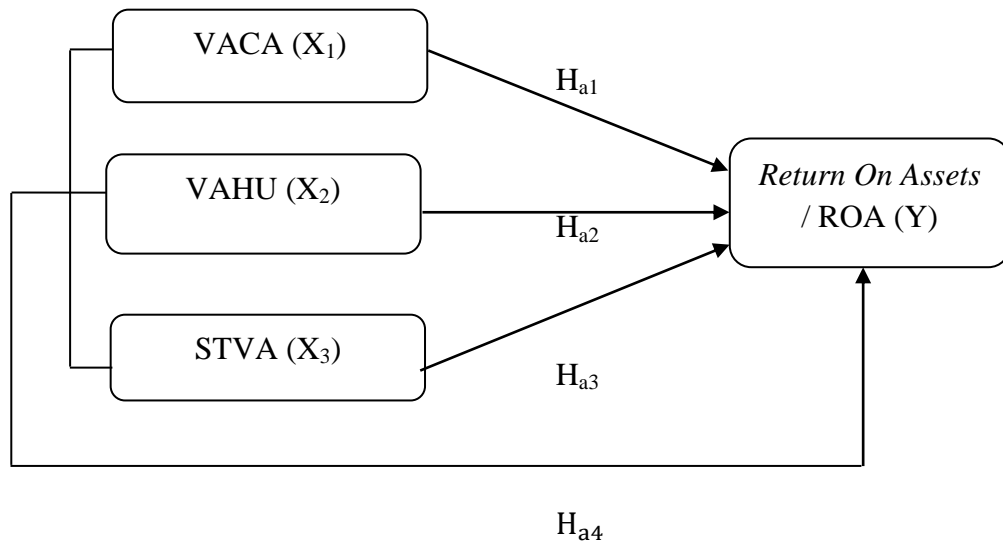 VACA (X₁)
Hₐ₁
VAHU (X₂)
Return On Assets
/ ROA (Y)
Hₐ₂
STVA (X₃)
Hₐ₃
Hₐ₄